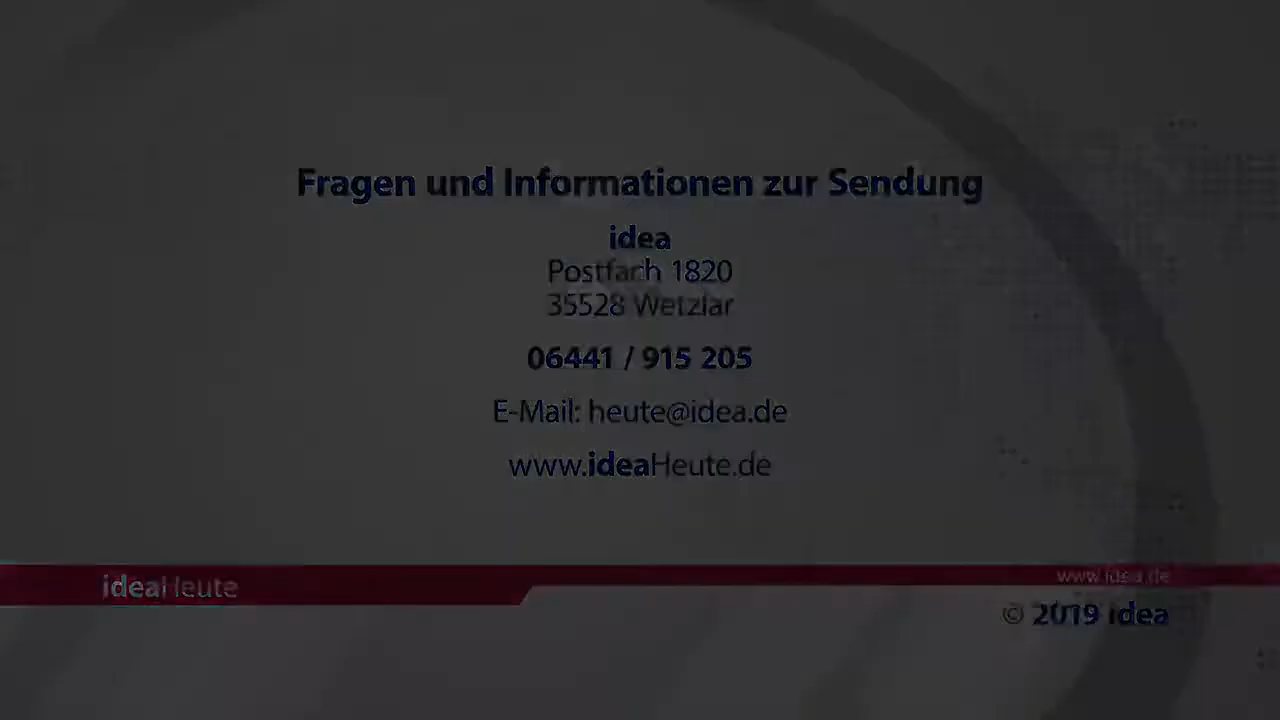 Fragen und Informationen zur Sendung
idea
Postfach 1820
35528 Wetzlar
06441 / 915 205
E-Mail: heute@idea.de
www.ideaHeute.de
ideaHeute
www.idea.de
© 2019 idea